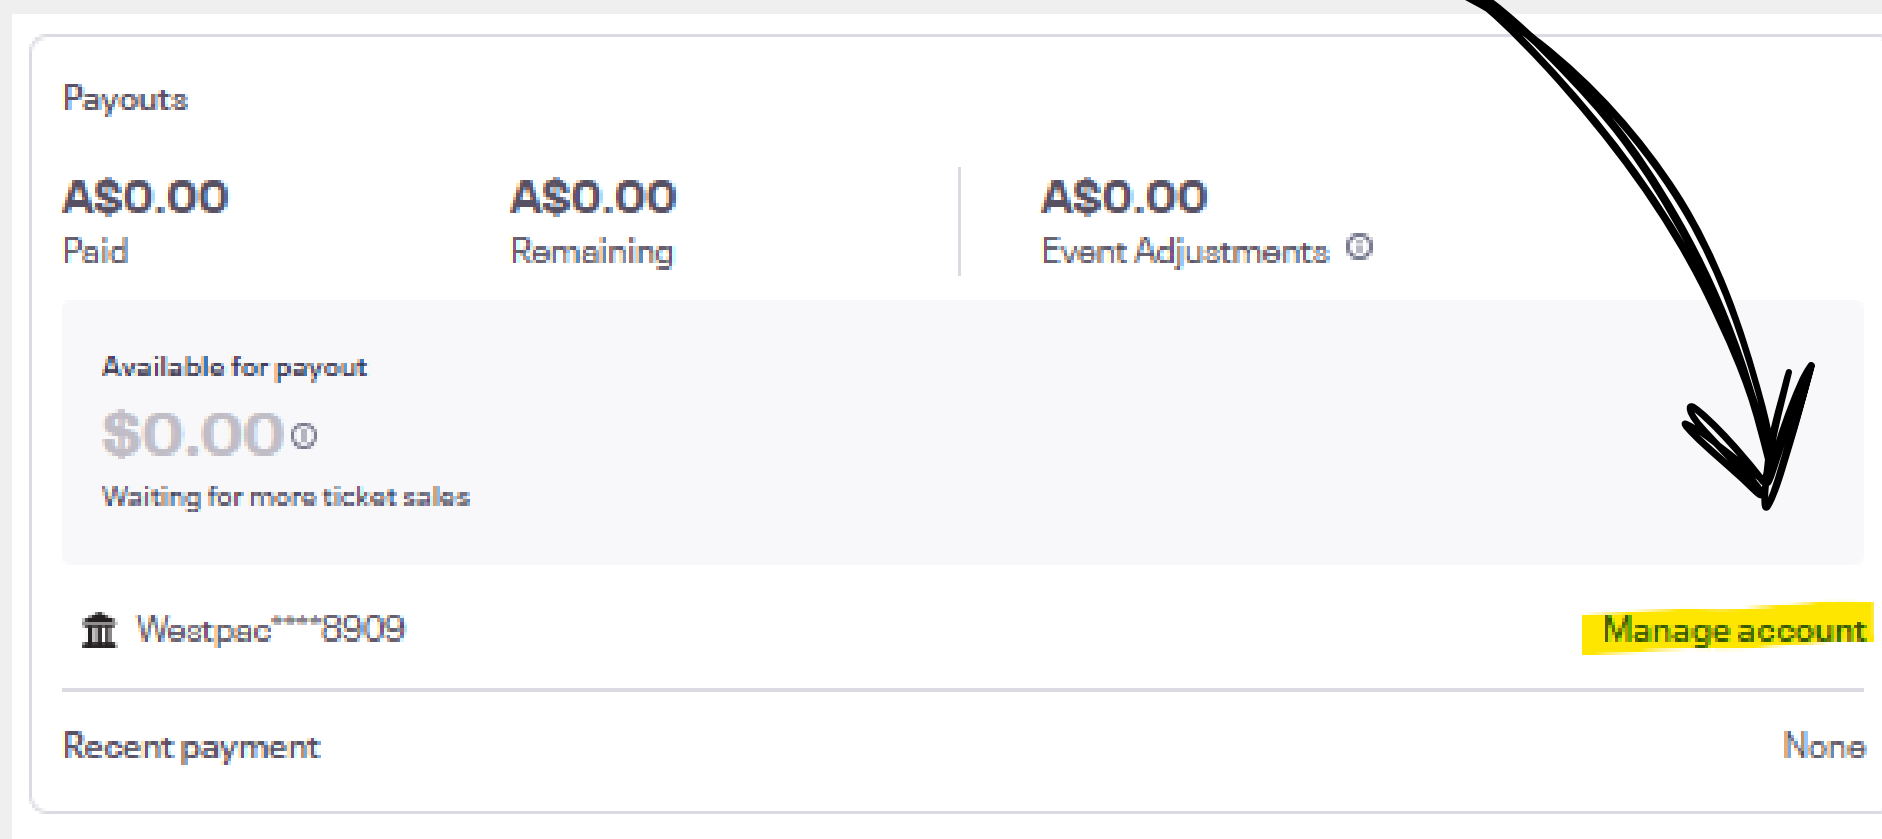 Payouts
A$0.00 A$0.00 A$0.00
Paid Remaining Event Adjustments
Available for payout
$0.00
Waiting for more ticket sales
Westpac****8909 Manage account
Recent payment None